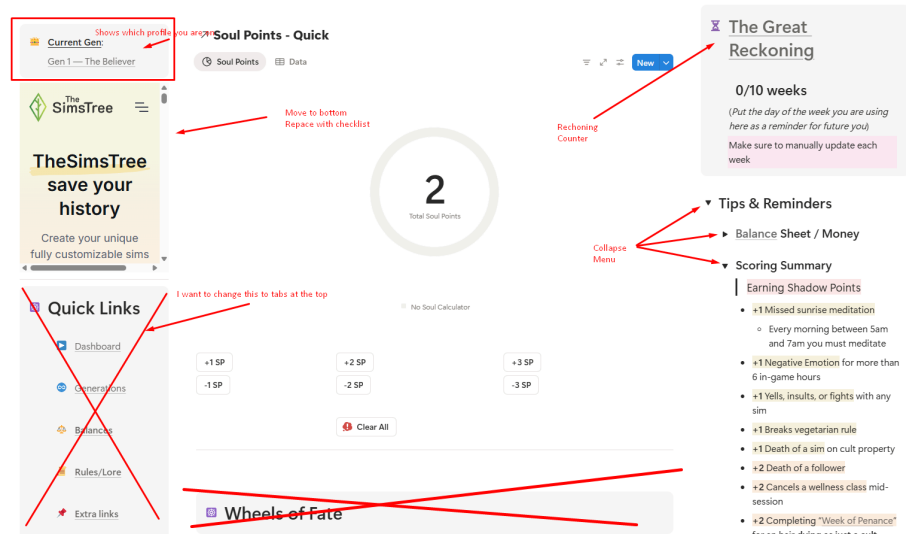 Current Gen:
Gen 1 — The Believer
Shows which profile you are on
The
SimsTree
TheSimsTree
save your
history
Create your unique
fully customizable sims
Quick Links
Dashboard
Generations
Balances
Rules/Lore
Extra links
↗ Soul Points - Quick
Soul Points
Data
New
Move to bottom
Repace with checklist
2
Total Soul Points
I want to change this to tabs at the top
No Soul Calculator
+1 SP
+2 SP
+3 SP
-1 SP
-2 SP
-3 SP
Clear All
Wheels of Fate
Rechoning
Counter
Collapse
Menu
The Great
Reckoning
0/10 weeks
(Put the day of the week you are using
here as a reminder for future you)
Make sure to manually update each
week
Tips & Reminders
Balance Sheet / Money
Scoring Summary
Earning Shadow Points
+1 Missed sunrise meditation
Every morning between 5am
and 7am you must meditate
+1 Negative Emotion for more than
6 in-game hours
+1 Yells, insults, or fights with any
sim
+1 Breaks vegetarian rule
+1 Death of a sim on cult property
+2 Death of a follower
+2 Cancels a wellness class mid-
session
+2 Completing "Week of Penance"